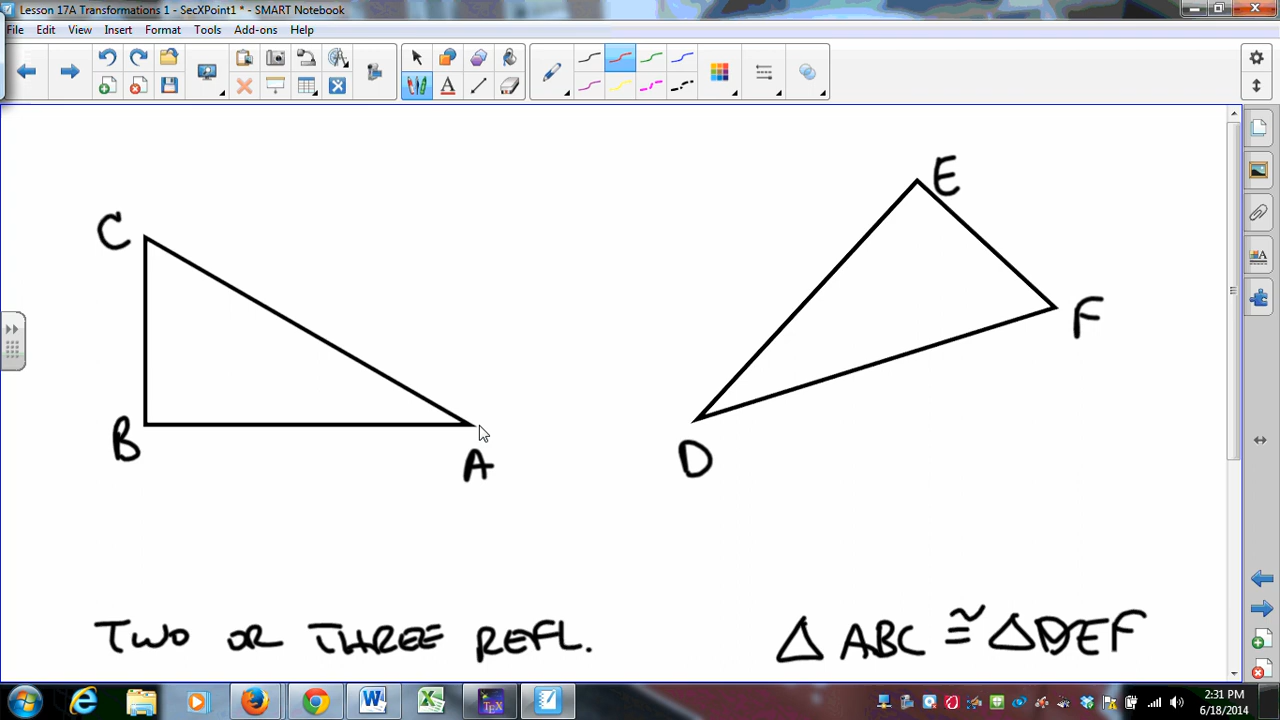 Lesson 17A Transformations 1 - SecXPoint1 * - SMART Notebook
File Edit View Insert Format Tools Add-ons Help
E
C
F
B
A
D
TWO OR THREE REFL.
△ ABC ≅ △DEF
2:31 PM
6/18/2014